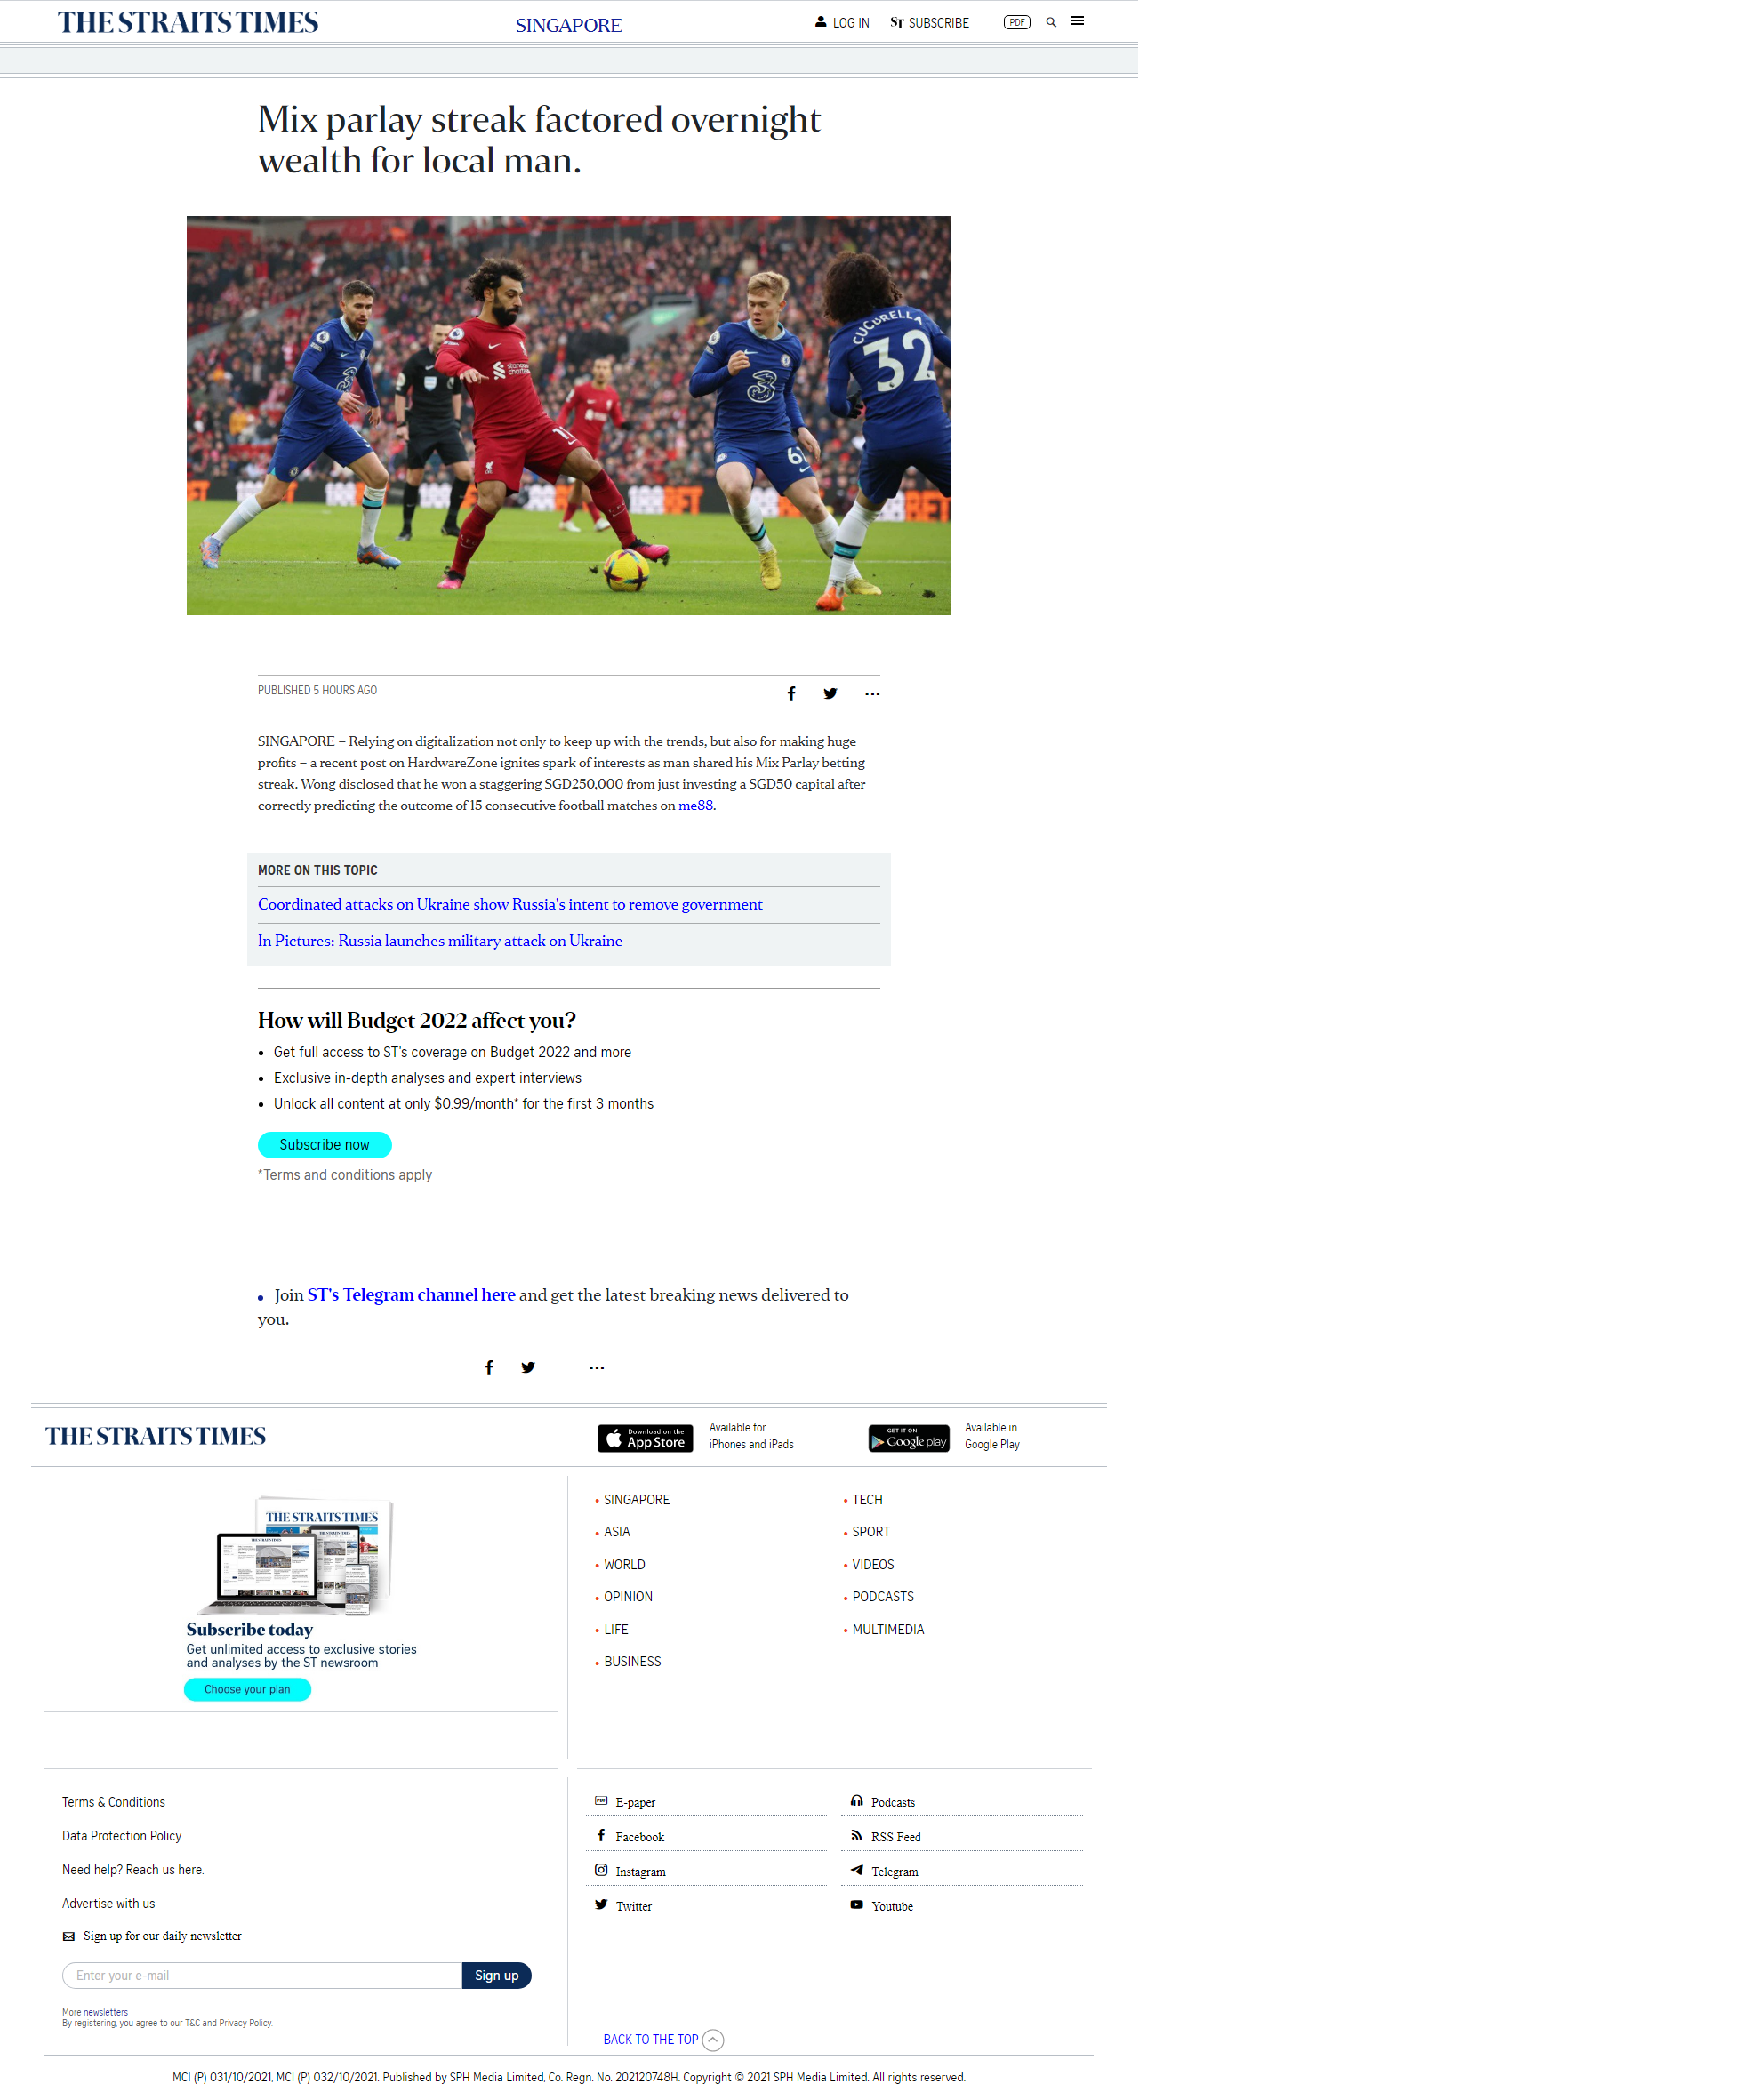 THE STRAITS TIMES
SINGAPORE
LOG IN
ST SUBSCRIBE
PDF
Mix parlay streak factored overnight
wealth for local man.
CUCURELLA
32
3
3
standard
chartered
11
188BET
PUBLISHED 5 HOURS AGO
SINGAPORE – Relying on digitalization not only to keep up with the trends, but also for making huge
profits – a recent post on HardwareZone ignites spark of interests as man shared his Mix Parlay betting
streak. Wong disclosed that he won a staggering SGD250,000 from just investing a SGD50 capital after
correctly predicting the outcome of 15 consecutive football matches on me88.
MORE ON THIS TOPIC
Coordinated attacks on Ukraine show Russia's intent to remove government
In Pictures: Russia launches military attack on Ukraine
How will Budget 2022 affect you?
• Get full access to ST's coverage on Budget 2022 and more
• Exclusive in-depth analyses and expert interviews
• Unlock all content at only $0.99/month* for the first 3 months
Subscribe now
*Terms and conditions apply
• Join ST's Telegram channel here and get the latest breaking news delivered to
you.
THE STRAITS TIMES
Download on the
App Store
Available for
iPhones and iPads
GET IT ON
Google play
Available in
Google Play
THE STRAITS TIMES
Subscribe today
Get unlimited access to exclusive stories
and analyses by the ST newsroom
Choose your plan
• SINGAPORE
• ASIA
• WORLD
• OPINION
• LIFE
• BUSINESS
• TECH
• SPORT
• VIDEOS
• PODCASTS
• MULTIMEDIA
Terms & Conditions
Data Protection Policy
Need help? Reach us here.
Advertise with us
Sign up for our daily newsletter
Enter your e-mail
Sign up
More newsletters
By registering, you agree to our T&C and Privacy Policy.
PDF E-paper
Facebook
Instagram
Twitter
Podcasts
RSS Feed
Telegram
Youtube
BACK TO THE TOP
MCI (P) 031/10/2021, MCI (P) 032/10/2021. Published by SPH Media Limited, Co. Regn. No. 202120748H. Copyright © 2021 SPH Media Limited. All rights reserved.